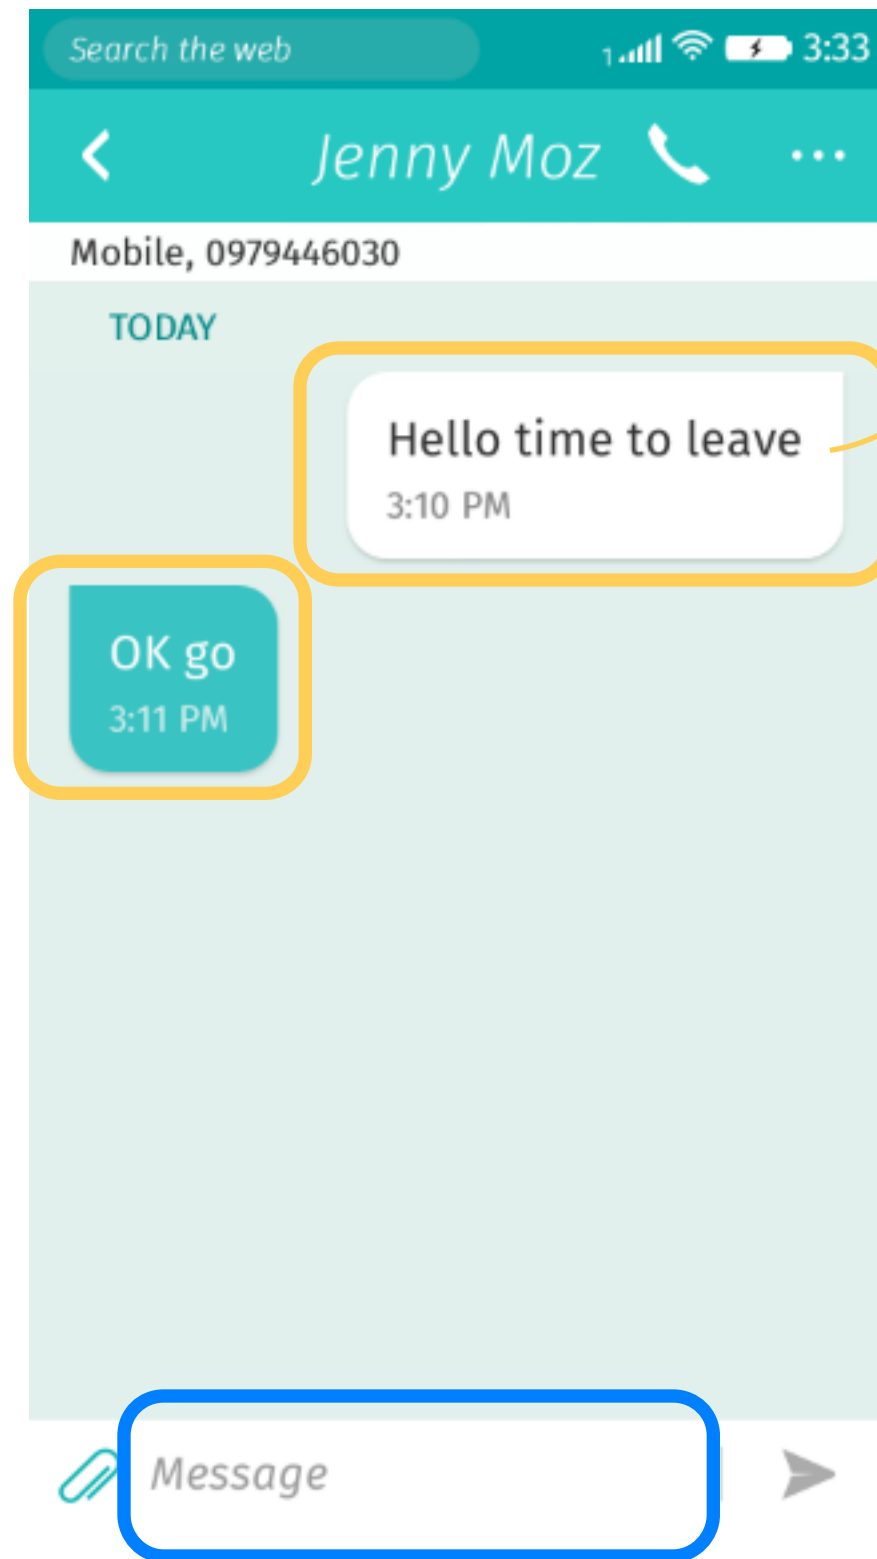 Search the web
1
3:33
Jenny Moz
Mobile, 0979446030
TODAY
Hello time to leave
3:10 PM
OK go
3:11 PM
Message